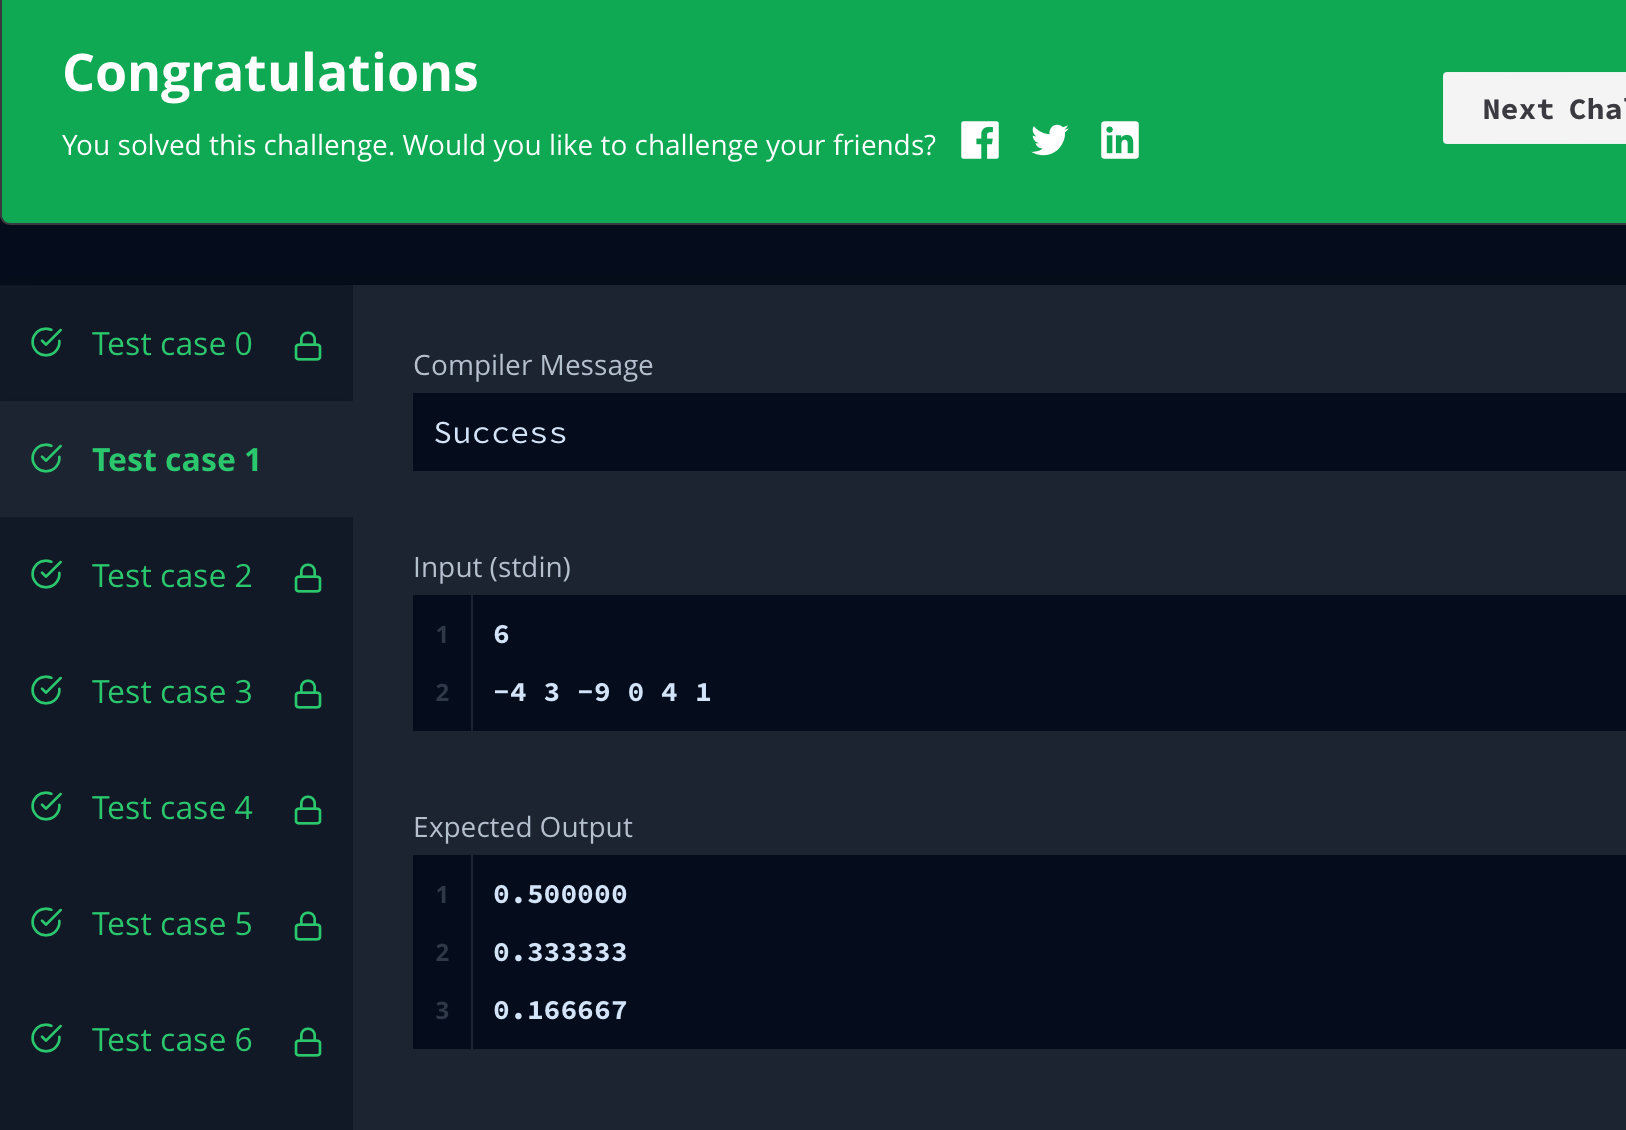 Congratulations
You solved this challenge. Would you like to challenge your friends?
Next
Test case 0
Test case 1
Test case 2
Test case 3
Test case 4
Test case 5
Test case 6
Compiler Message
Success
Input (stdin)
1 6
2 -4 3 -9 0 4 1
Expected Output
1 0.500000
2 0.333333
3 0.166667